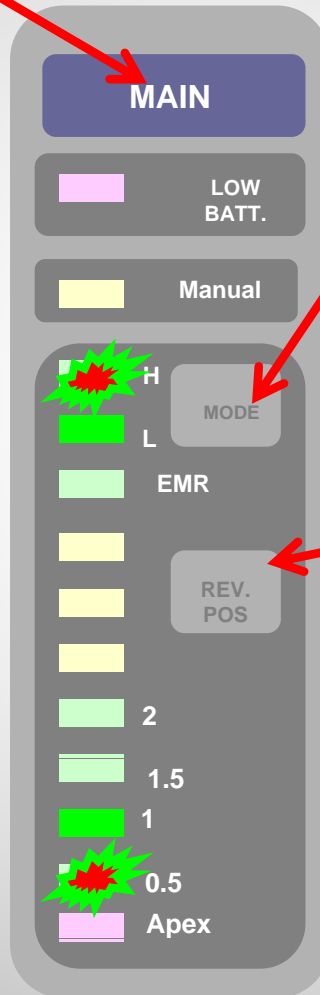 MAIN
LOW
BATT.
Manual
H
MODE
L
EMR
REV.
POS
2
1.5
1
0.5
Apex